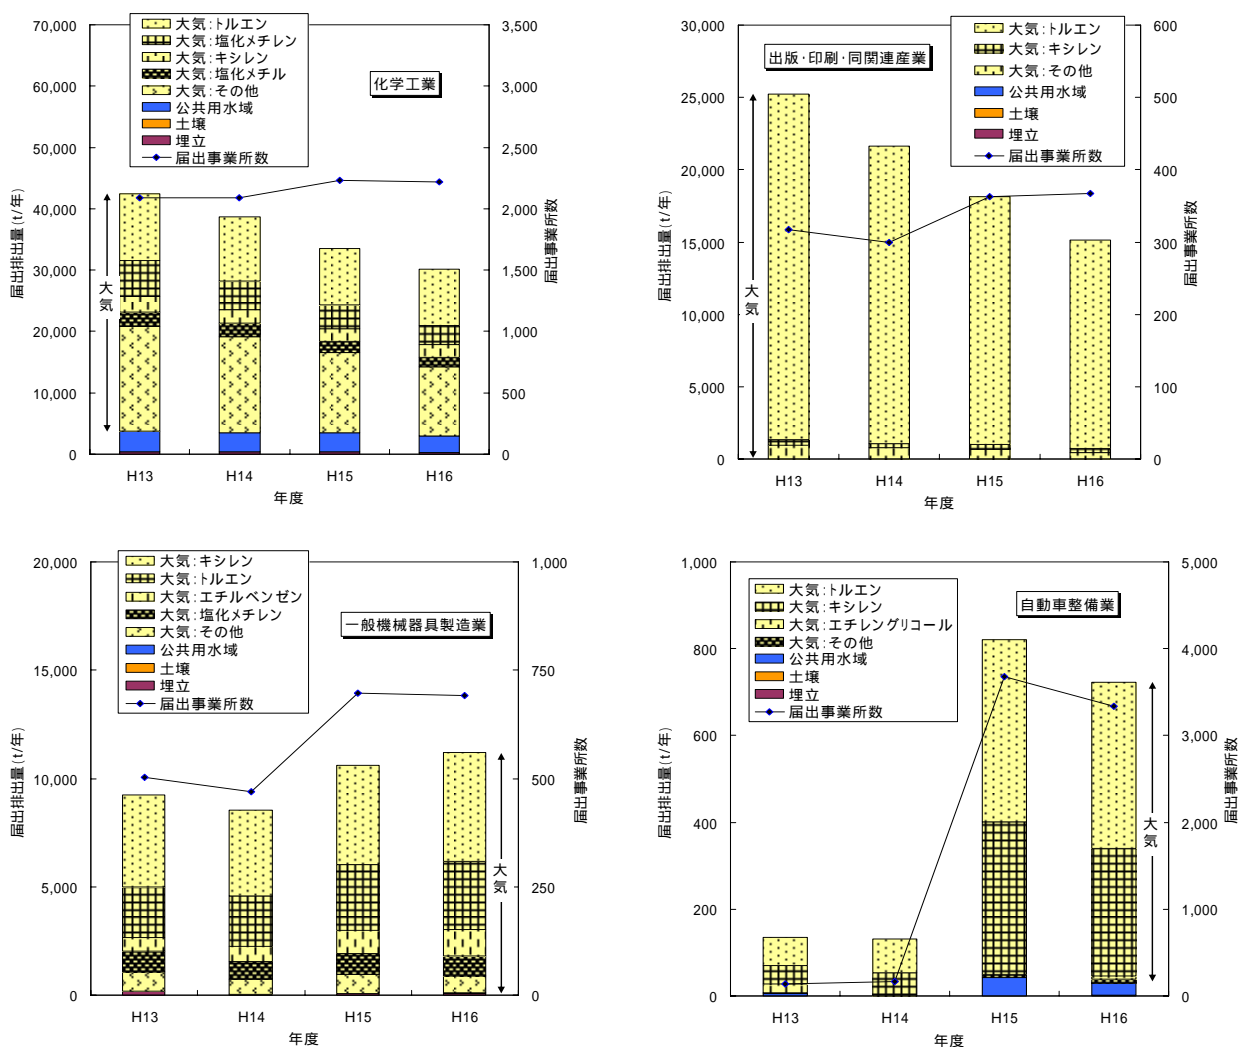 70,000
60,000
50,000
40,000
30,000
20,000
10,000
0
届出排出量(t/年)
大気:トルエン
大気:塩化メチレン
大気:キシレン
大気:塩化メチル
大気:その他
公共用水域
土壌
埋立
届出事業所数
化学工業
大気
3,500
3,000
2,500
2,000
1,500
1,000
500
0
届出事業所数
H13 H14 H15 H16
年度
30,000
25,000
20,000
15,000
10,000
5,000
0
届出排出量(t/年)
出版・印刷・同関連産業
大気:トルエン
大気:キシレン
大気:その他
公共用水域
土壌
埋立
届出事業所数
大気
600
500
400
300
200
100
0
届出事業所数
H13 H14 H15 H16
年度
20,000
15,000
10,000
5,000
0
届出排出量(t/年)
大気:キシレン
大気:トルエン
大気:エチルベンゼン
大気:塩化メチレン
大気:その他
公共用水域
土壌
埋立
届出事業所数
一般機械器具製造業
大気
1,000
750
500
250
0
届出事業所数
H13 H14 H15 H16
年度
1,000
800
600
400
200
0
届出排出量(t/年)
大気:トルエン
大気:キシレン
大気:エチレングリコール
大気:その他
公共用水域
土壌
埋立
届出事業所数
自動車整備業
大気
5,000
4,000
3,000
2,000
1,000
0
届出事業所数
H13 H14 H15 H16
年度